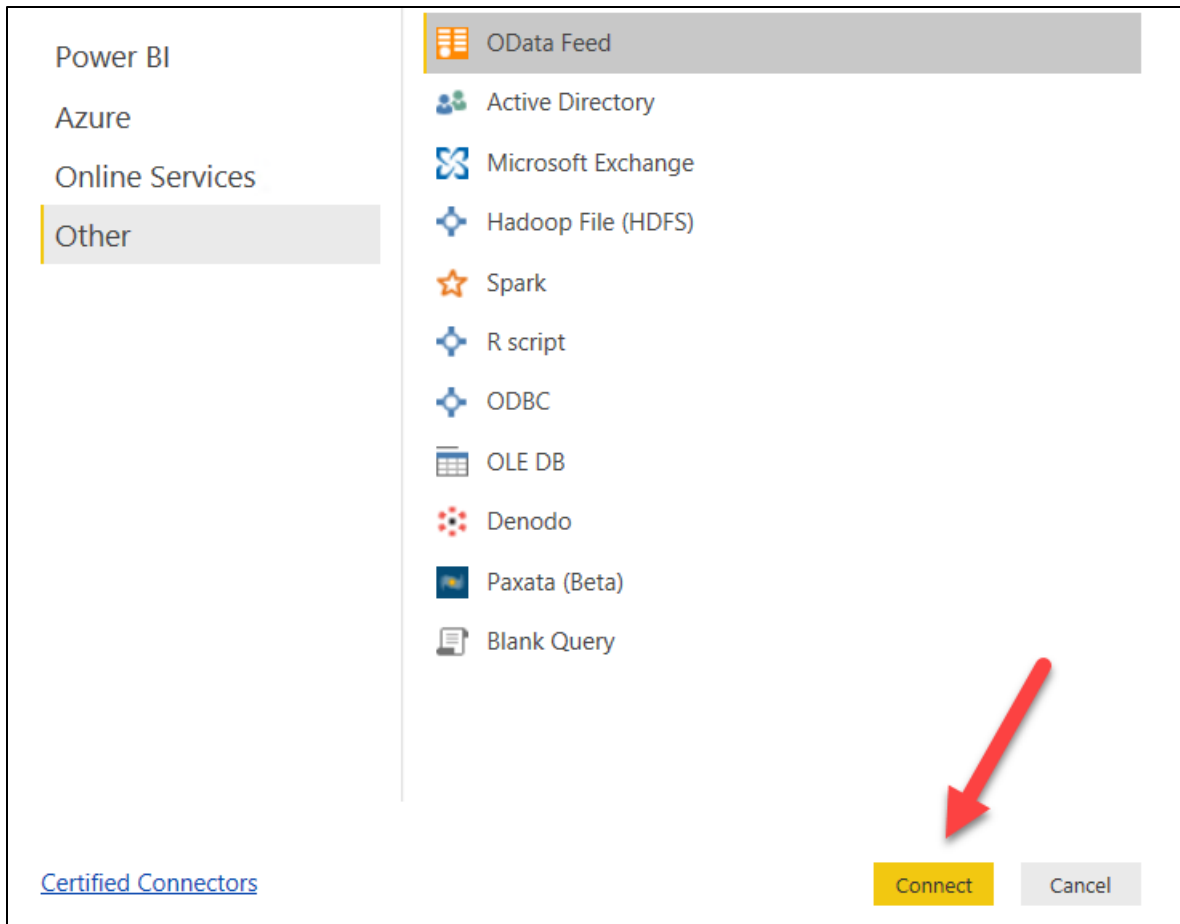 Power BI
Azure
Online Services
Other
OData Feed
Active Directory
Microsoft Exchange
Hadoop File (HDFS)
Spark
R script
ODBC
OLE DB
Denodo
Paxata (Beta)
Blank Query
Certified Connectors
Connect
Cancel